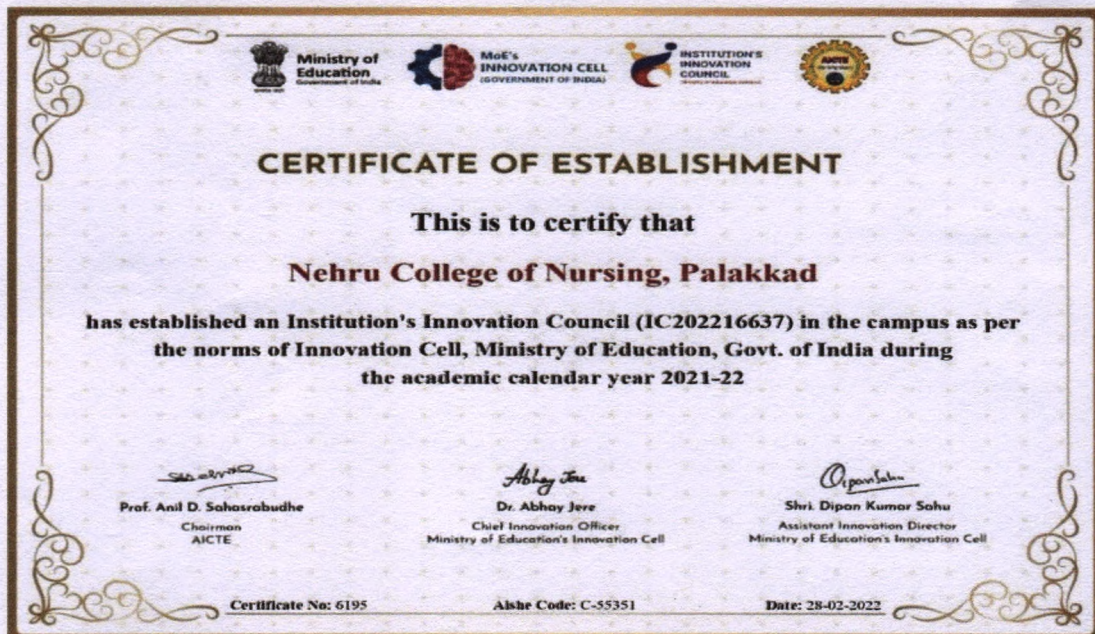 Ministry of
Education
Government of India
MoE's
INNOVATION CELL
(GOVERNMENT OF INDIA)
INSTITUTION'S
INNOVATION
COUNCIL
AICTE
CERTIFICATE OF ESTABLISHMENT
This is to certify that
Nehru College of Nursing, Palakkad
has established an Institution's Innovation Council (IC202216637) in the campus as per
the norms of Innovation Cell, Ministry of Education, Govt. of India during
the academic calendar year 2021-22
Abhay Jere
Prof. Anil D. Sahasrabudhe
Chairman
AICTE
Dr. Abhay Jere
Chief Innovation Officer
Ministry of Education's Innovation Cell
Shri. Dipan Kumar Sahu
Assistant Innovation Director
Ministry of Education's Innovation Cell
Certificate No: 6195
Aishe Code: C-55351
Date: 28-02-2022